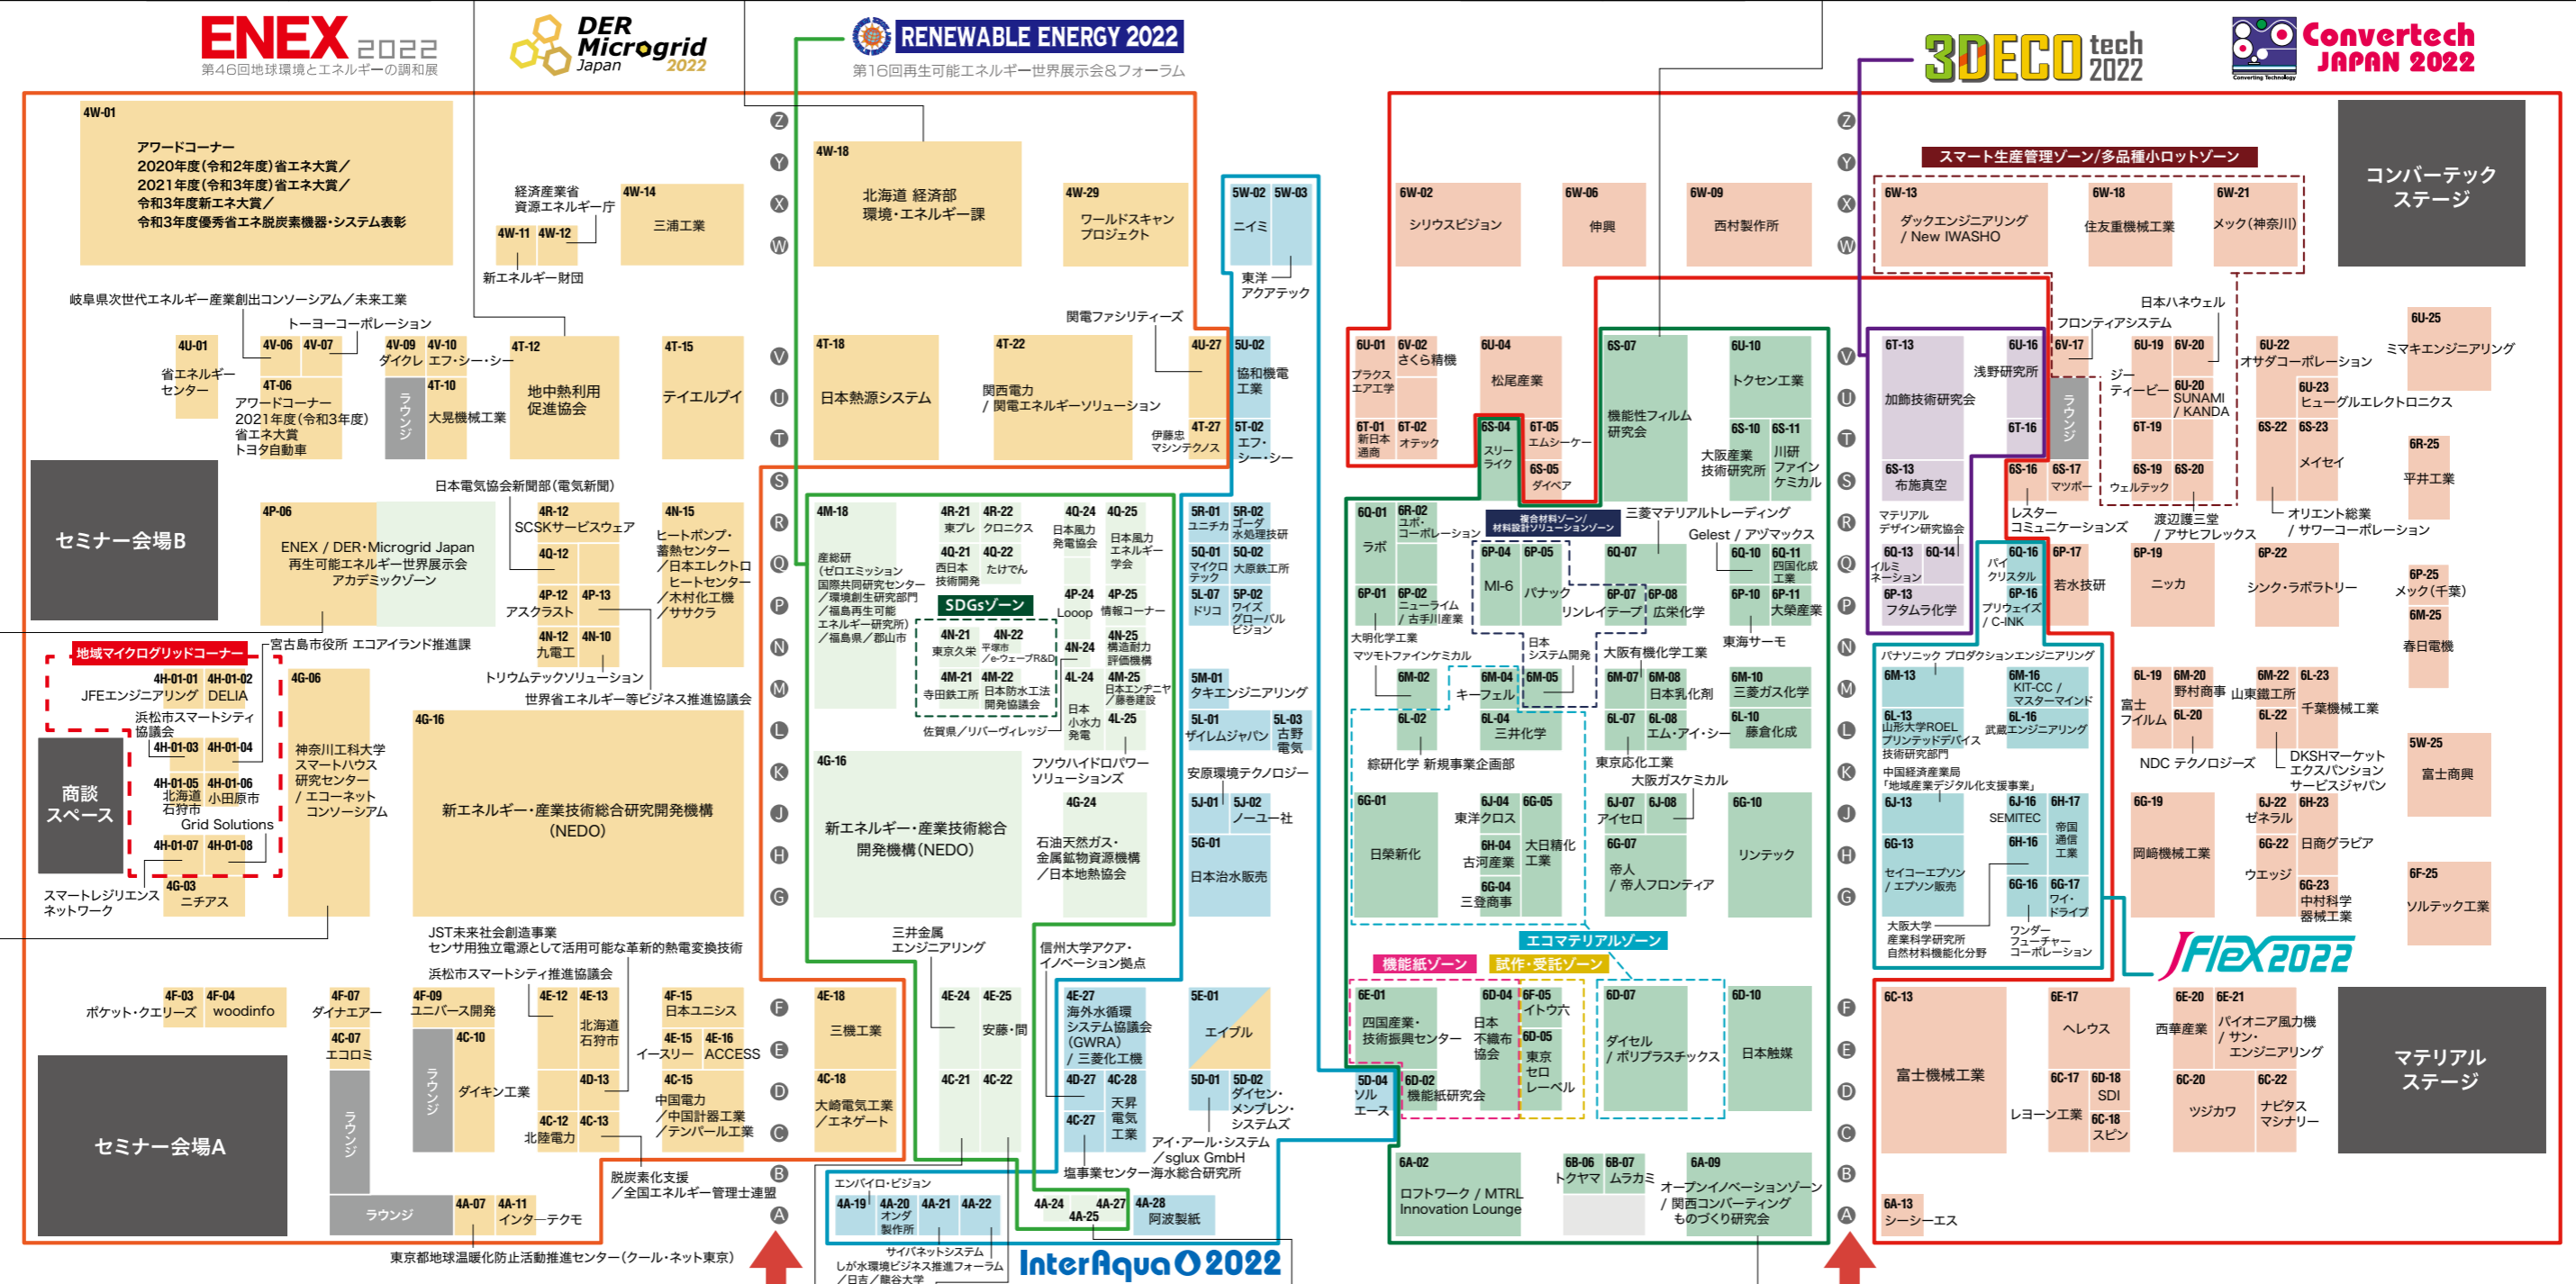 ENEX 2022
第46回地球環境とエネルギーの調和展
DER
Microgrid
Japan 2022
RENEWABLE ENERGY 2022
第16回再生可能エネルギー世界展示会&フォーラム
3DECO tech 2022
Convertech
JAPAN 2022
Converting Technology
4W-01
アワードコーナー
2020年度(令和2年度)省エネ大賞／
2021年度(令和3年度)省エネ大賞／
令和3年度新エネ大賞／
令和3年度優秀省エネ脱炭素機器・システム表彰
経済産業省
資源エネルギー庁
4W-11
4W-12
新エネルギー財団
4W-14
三浦工業
4W-18
北海道 経済部
環境・エネルギー課
4W-29
ワールドスキャン
プロジェクト
5W-02
ニイミ
5W-03
東洋
アクアテック
岐阜県次世代エネルギー産業創出コンソーシアム／未来工業
トーヨーコーポレーション
4U-01
省エネルギー
センター
4V-06
4V-07
4T-06
アワードコーナー
2021年度(令和3年度)
省エネ大賞
トヨタ自動車
4V-09
ダイクレ
4V-10
エフ・シー・シー
ラウンジ
4T-10
大晃機械工業
4T-12
地中熱利用
促進協会
4T-15
テイエルブイ
4T-18
日本熱源システム
4T-22
関西電力
/ 関電エネルギーソリューション
関電ファシリティーズ
4U-27
4T-27
伊藤忠
マシンテクノス
5U-02
協和機電
工業
5T-02
エフ・
シー・シー
セミナー会場B
4P-06
ENEX / DER・Microgrid Japan
再生可能エネルギー世界展示会
アカデミックゾーン
日本電気協会新聞部(電気新聞)
4R-12
SCSKサービスウェア
4Q-12
4P-12
アスクラスト
4P-13
4N-12
九電工
4N-10
トリウムテックソリューション
世界省エネルギー等ビジネス推進協議会
4N-15
ヒートポンプ・
蓄熱センター
／日本エレクトロ
ヒートセンター
／木村化工機
／ササクラ
宮古島市役所 エコアイランド推進課
地域マイクログリッドコーナー
4H-01-01
JFEエンジニアリング
4H-01-02
DELIA
浜松市スマートシティ
協議会
4H-01-03
4H-01-04
4H-01-05
北海道
石狩市
4H-01-06
小田原市
Grid Solutions
4H-01-07
4H-01-08
スマートレジリエンス
ネットワーク
4G-03
ニチアス
商談
スペース
4G-06
神奈川工科大学
スマートハウス
研究センター
/ エコーネット
コンソーシアム
4G-16
新エネルギー・産業技術総合研究開発機構
(NEDO)
4M-18
産総研
(ゼロエミッション
国際共同研究センター
／環境創生研究部門
／福島再生可能
エネルギー研究所)
／福島県／郡山市
4R-21
東プレ
4R-22
クロニクス
4Q-21
西日本
技術開発
4Q-22
たけでん
SDGsゾーン
4N-21
東京久栄
4N-22
平塚市
／e-ウェーブR&D
4M-21
寺田鉄工所
4M-22
日本防水工法
開発協議会
佐賀県／リバーヴィレッジ
4Q-24
日本風力
発電協会
4Q-25
日本風力
エネルギー
学会
4P-24
Looop
4P-25
情報コーナー
4N-24
4N-25
構造耐力
評価機構
4L-24
日本
小水力
発電
4M-25
日本エンヂニヤ
／藤巻建設
4L-25
フソウハイドロパワー
ソリューションズ
4G-16
新エネルギー・産業技術総合
開発機構(NEDO)
4G-24
石油天然ガス・
金属鉱物資源機構
／日本地熱協会
5R-01
ユニチカ
5R-02
ゴーダ
水処理技研
5Q-01
マイクロ
テック
5Q-02
大原鉄工所
5L-07
ドリコ
5P-02
ワイズ
グローバル
ビジョン
5M-01
タキエンジニアリング
5L-01
ザイレムジャパン
5L-03
古野
電気
安原環境テクノロジー
5J-01
5J-02
ノーユー社
5G-01
日本治水販売
JST未来社会創造事業
センサ用独立電源として活用可能な革新的熱電変換技術
浜松市スマートシティ推進協議会
4F-03
ポケット・クエリーズ
4F-04
woodinfo
4F-07
ダイナエアー
4C-07
エコロミ
ラウンジ
4F-09
ユニバース開発
ラウンジ
4C-10
ダイキン工業
4E-12
4E-13
北海道
石狩市
4D-13
4C-12
北陸電力
4C-13
脱炭素化支援
／全国エネルギー管理士連盟
4F-15
日本ユニシス
4E-15
イースリー
4E-16
ACCESS
4C-15
中国電力
／中国計器工業
／テンパール工業
4E-18
三機工業
4C-18
大崎電気工業
／エネゲート
セミナー会場A
ラウンジ
4A-07
4A-11
インターテクモ
東京都地球温暖化防止活動推進センター(クール・ネット東京)
三井金属
エンジニアリング
4E-24
4E-25
安藤・間
4C-21
4C-22
信州大学アクア・
イノベーション拠点
4E-27
海外水循環
システム協議会
(GWRA)
/ 三菱化工機
4D-27
4C-28
天昇
電気
工業
4C-27
塩事業センター海水総合研究所
5E-01
エイブル
5D-01
5D-02
ダイセン・
メンブレン・
システムズ
アイ・アール・システム
／sglux GmbH
エンバイロ・ビジョン
4A-19
4A-20
オンダ
製作所
4A-21
4A-22
サイバネットシステム
しが水環境ビジネス推進フォーラム
／日吉／龍谷大学
4A-24
4A-25
4A-27
4A-28
阿波製紙
InterAqua 2022
6W-02
シリウスビジョン
6W-06
伸興
6W-09
西村製作所
スマート生産管理ゾーン/多品種小ロットゾーン
6W-13
ダックエンジニアリング
/ New IWASHO
6W-18
住友重機械工業
6W-21
メック(神奈川)
コンバーテック
ステージ
6U-01
プラクス
エア工学
6V-02
さくら精機
6T-01
新日本
通商
6T-02
オテック
6U-04
松尾産業
6S-04
スリー
ライク
6T-05
エムシーケー
6S-05
ダイベア
6S-07
機能性フィルム
研究会
6U-10
トクセン工業
6S-10
大阪産業
技術研究所
6S-11
川研
ファイン
ケミカル
6T-13
加飾技術研究会
6U-16
浅野研究所
6T-16
6S-13
布施真空
マテリアル
デザイン研究協会
6Q-13
イルミ
ネーション
6Q-14
6P-13
フタムラ化学
フロンティアシステム
6V-17
ラウンジ
6S-16
6S-17
マツボー
レスター
コミュニケーションズ
日本ハネウェル
6U-19
ジー
ティービー
6V-20
6U-20
SUNAMI
/ KANDA
6T-19
6S-19
ウェルテック
6S-20
渡辺護三堂
/ アサヒフレックス
6U-22
オサダコーポレーション
6U-23
ヒューグルエレクトロニクス
6S-22
6S-23
メイセイ
オリエント総業
/ サワーコーポレーション
6U-25
ミマキエンジニアリング
6R-25
平井工業
6Q-01
ラボ
6R-02
ユポ・
コーポレーション
6P-01
大明化学工業
6P-02
ニューライム
/ 古手川産業
複合材料ゾーン/
材料設計ソリューションゾーン
6P-04
MI-6
6P-05
パナック
三菱マテリアルトレーディング
6Q-07
6P-07
リンレイテープ
6P-08
広栄化学
Gelest / アヅマックス
6Q-10
6Q-11
四国化成
工業
6P-10
6P-11
大榮産業
東海サーモ
マツモトファインケミカル
6M-02
6L-02
綜研化学 新規事業企画部
6M-04
キーフェル
日本
システム開発
6M-05
6L-04
三井化学
大阪有機化学工業
6M-07
6M-08
日本乳化剤
6L-07
6L-08
エム・アイ・シー
東京応化工業
6M-10
三菱ガス化学
6L-10
藤倉化成
大阪ガスケミカル
6G-01
日榮新化
6J-04
東洋クロス
6H-04
古河産業
6G-04
三登商事
6G-05
大日精化
工業
6J-07
アイセロ
6J-08
6G-07
帝人
/ 帝人フロンティア
6G-10
リンテック
エコマテリアルゾーン
機能紙ゾーン
試作・受託ゾーン
6E-01
四国産業・
技術振興センター
6D-04
日本
不織布
協会
6F-05
イトウ六
6D-05
東京
セロ
レーベル
5D-04
ソル
エース
6D-02
機能紙研究会
6D-07
ダイセル
/ ポリプラスチックス
6D-10
日本触媒
6A-02
ロフトワーク / MTRL
Innovation Lounge
6B-06
トクヤマ
6B-07
ムラカミ
6A-09
オープンイノベーションゾーン
/ 関西コンバーティング
ものづくり研究会
6Q-16
パイ
クリスタル
6P-16
プリウェイズ
/ C-INK
パナソニック プロダクションエンジニアリング
6M-13
6M-16
KIT-CC /
マスターマインド
6L-13
山形大学ROEL
プリンテッドデバイス
技術研究部門
6L-16
武蔵エンジニアリング
中国経済産業局
「地域産業デジタル化支援事業」
6J-13
6J-16
SEMITEC
6H-17
帝国
通信
工業
6G-13
セイコーエプソン
/ エプソン販売
6H-16
6G-16
6G-17
ワイ・
ドライブ
大阪大学
産業科学研究所
自然材料機能化分野
ワンダー
フューチャー
コーポレーション
JFlex2022
6P-17
若水技研
6P-19
ニッカ
6P-22
シンク・ラボラトリー
6P-25
メック(千葉)
6M-25
春日電機
6L-19
富士
フイルム
6M-20
野村商事
6L-20
NDC テクノロジーズ
6M-22
山東鐵工所
6L-23
千葉機械工業
6L-22
DKSHマーケット
エクスパンション
サービスジャパン
5W-25
富士商興
6G-19
岡﨑機械工業
6J-22
ゼネラル
6H-23
日商グラビア
6G-22
ウエッジ
6G-23
中村科学
器械工業
6F-25
ソルテック工業
6C-13
富士機械工業
6E-17
ヘレウス
6C-17
レヨーン工業
6D-18
SDI
6C-18
スピン
6E-20
西華産業
6E-21
パイオニア風力機
/ サン・
エンジニアリング
6C-20
ツジカワ
6C-22
ナビタス
マシナリー
マテリアル
ステージ
6A-13
シーシーエス
Z
Y
X
W
V
U
T
S
R
Q
P
N
M
L
K
J
H
G
F
E
D
C
B
A
Z
Y
X
W
V
U
T
S
R
Q
P
N
M
L
K
J
H
G
F
E
D
C
B
A